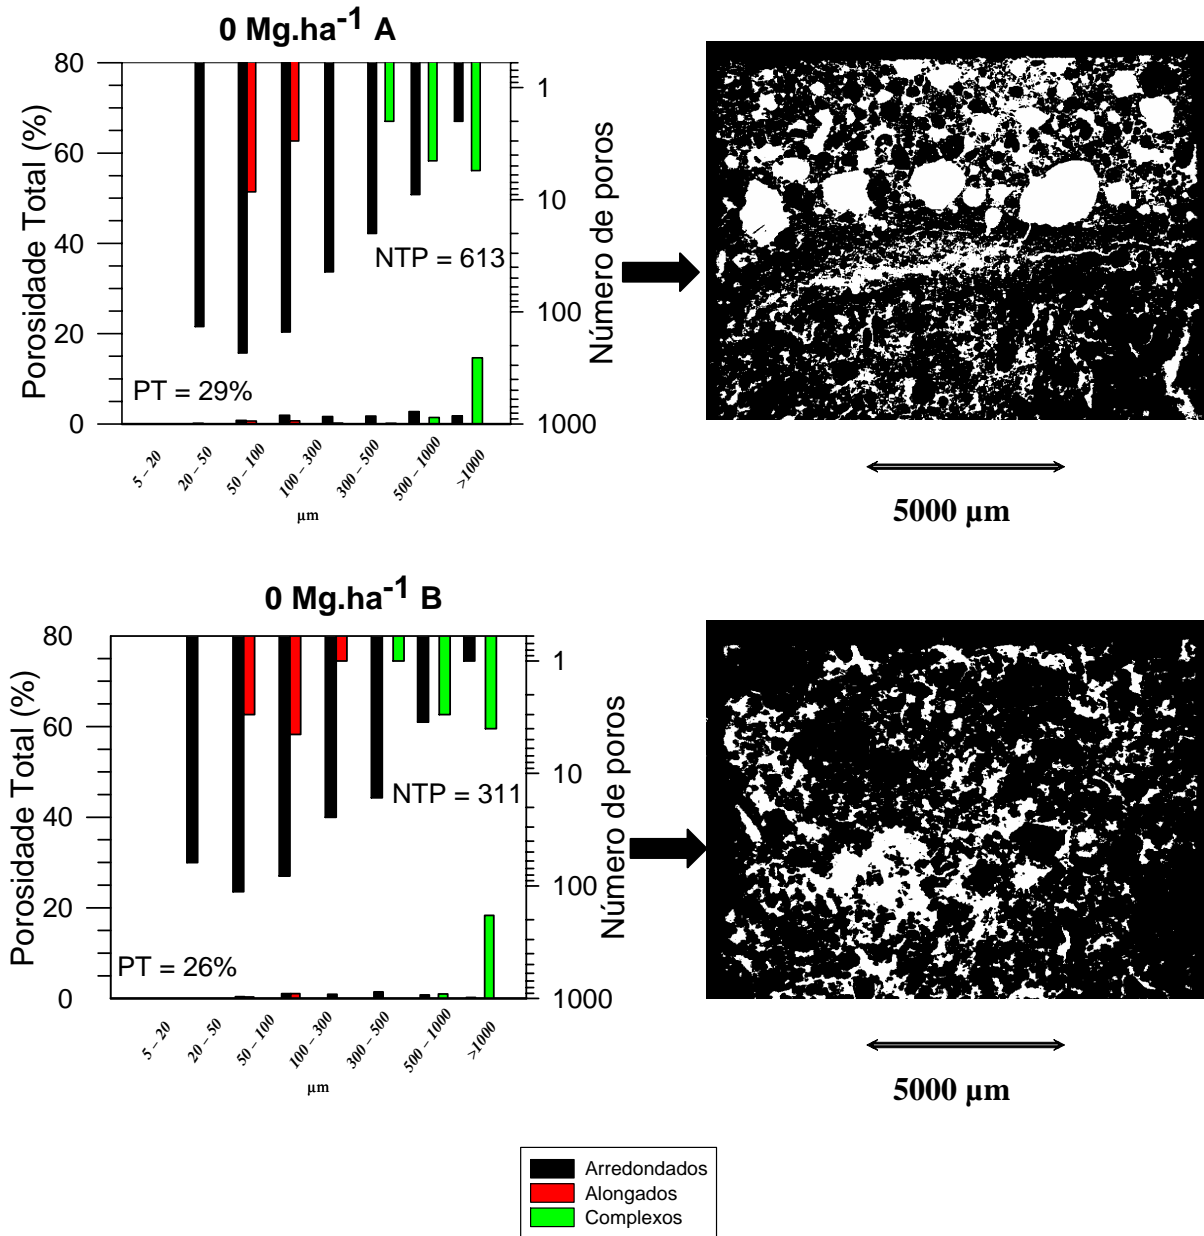 0 Mg.ha-1 A
Porosidade Total (%)
80
60
40
20
0
PT = 29%
NTP = 613
1
10
100
1000
Número de poros
5 – 20
20 – 50
50 – 100
100 – 300
300 – 500
500 – 1000
>1000
µm
5000 µm
0 Mg.ha-1 B
Porosidade Total (%)
80
60
40
20
0
PT = 26%
NTP = 311
1
10
100
1000
Número de poros
5 – 20
20 – 50
50 – 100
100 – 300
300 – 500
500 – 1000
>1000
µm
5000 µm
Arredondados
Alongados
Complexos